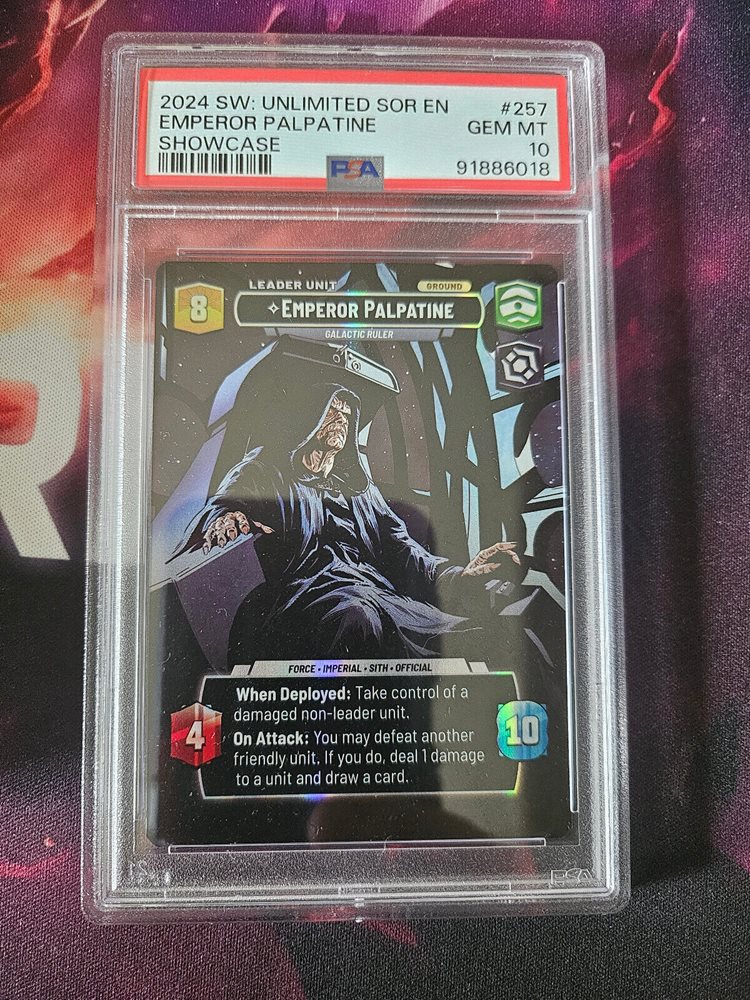 2024 SW: UNLIMITED SOR EN #257
EMPEROR PALPATINE GEM MT
SHOWCASE 10
PSA 91886018
LEADER UNIT GROUND
8 EMPEROR PALPATINE
GALACTIC RULER
FORCE • IMPERIAL • SITH • OFFICIAL
When Deployed: Take control of a
damaged non-leader unit.
4 10
On Attack: You may defeat another
friendly unit. If you do, deal 1 damage
to a unit and draw a card.
PSA
R